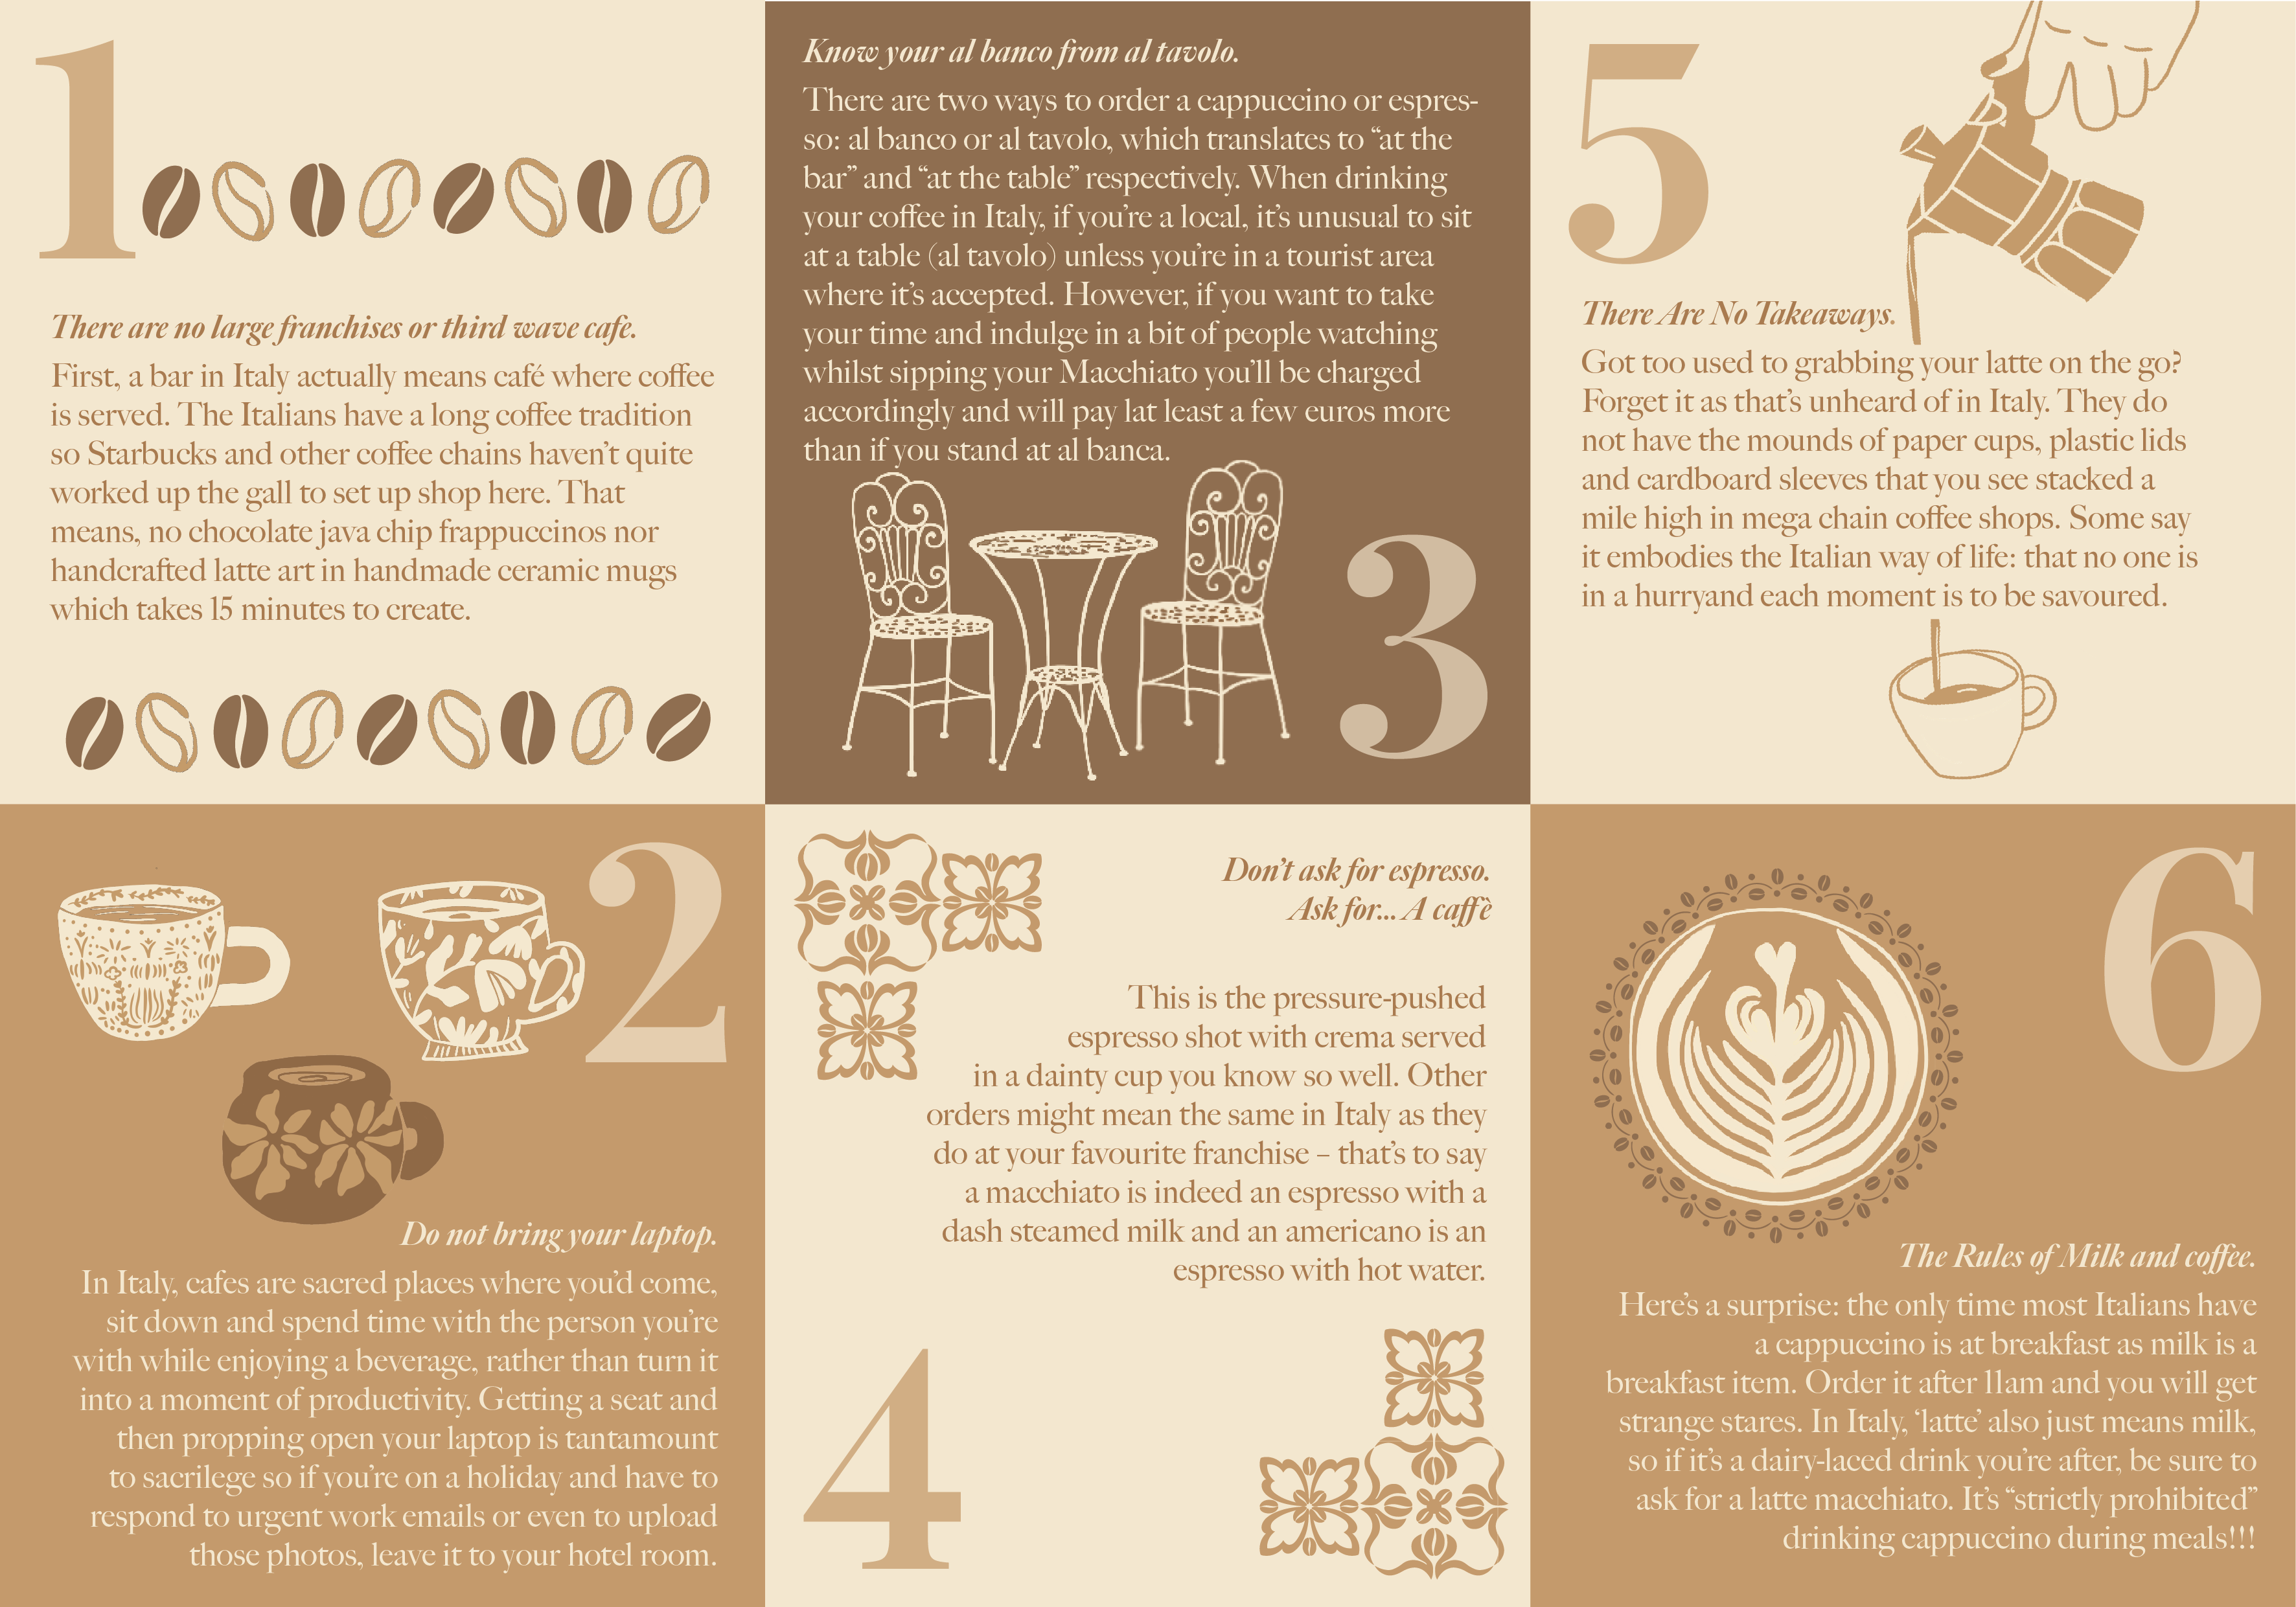 1
There are no large franchises or third wave cafe.
First, a bar in Italy actually means café where coffee
is served. The Italians have a long coffee tradition
so Starbucks and other coffee chains haven't quite
worked up the gall to set up shop here. That
means, no chocolate java chip frappuccinos nor
handcrafted latte art in handmade ceramic mugs
which takes 15 minutes to create.
2
Do not bring your laptop.
In Italy, cafes are sacred places where you'd come,
sit down and spend time with the person you're
with while enjoying a beverage, rather than turn it
into a moment of productivity. Getting a seat and
then propping open your laptop is tantamount
to sacrilege so if you're on a holiday and have to
respond to urgent work emails or even to upload
those photos, leave it to your hotel room.
Know your al banco from al tavolo.
There are two ways to order a cappuccino or espres-
so: al banco or al tavolo, which translates to “at the
bar” and “at the table” respectively. When drinking
your coffee in Italy, if you're a local, it's unusual to sit
at a table (al tavolo) unless you're in a tourist area
where it's accepted. However, if you want to take
your time and indulge in a bit of people watching
whilst sipping your Macchiato you'll be charged
accordingly and will pay lat least a few euros more
than if you stand at al banca.
3
Don't ask for espresso.
Ask for... A caffè
This is the pressure-pushed
espresso shot with crema served
in a dainty cup you know so well. Other
orders might mean the same in Italy as they
do at your favourite franchise – that's to say
a macchiato is indeed an espresso with a
dash steamed milk and an americano is an
espresso with hot water.
4
5
There Are No Takeaways.
Got too used to grabbing your latte on the go?
Forget it as that's unheard of in Italy. They do
not have the mounds of paper cups, plastic lids
and cardboard sleeves that you see stacked a
mile high in mega chain coffee shops. Some say
it embodies the Italian way of life: that no one is
in a hurryand each moment is to be savoured.
6
The Rules of Milk and coffee.
Here's a surprise: the only time most Italians have
a cappuccino is at breakfast as milk is a
breakfast item. Order it after 11am and you will get
strange stares. In Italy, ‘latte’ also just means milk,
so if it's a dairy-laced drink you're after, be sure to
ask for a latte macchiato. It's “strictly prohibited”
drinking cappuccino during meals!!!